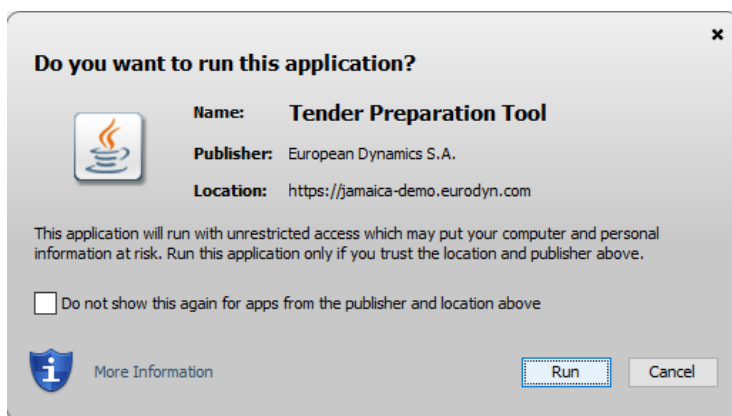 Do you want to run this application?
Name: Tender Preparation Tool
Publisher: European Dynamics S.A.
Location: https://jamaica-demo.eurodyn.com
This application will run with unrestricted access which may put your computer and personal
information at risk. Run this application only if you trust the location and publisher above.
Do not show this again for apps from the publisher and location above
More Information
Run
Cancel